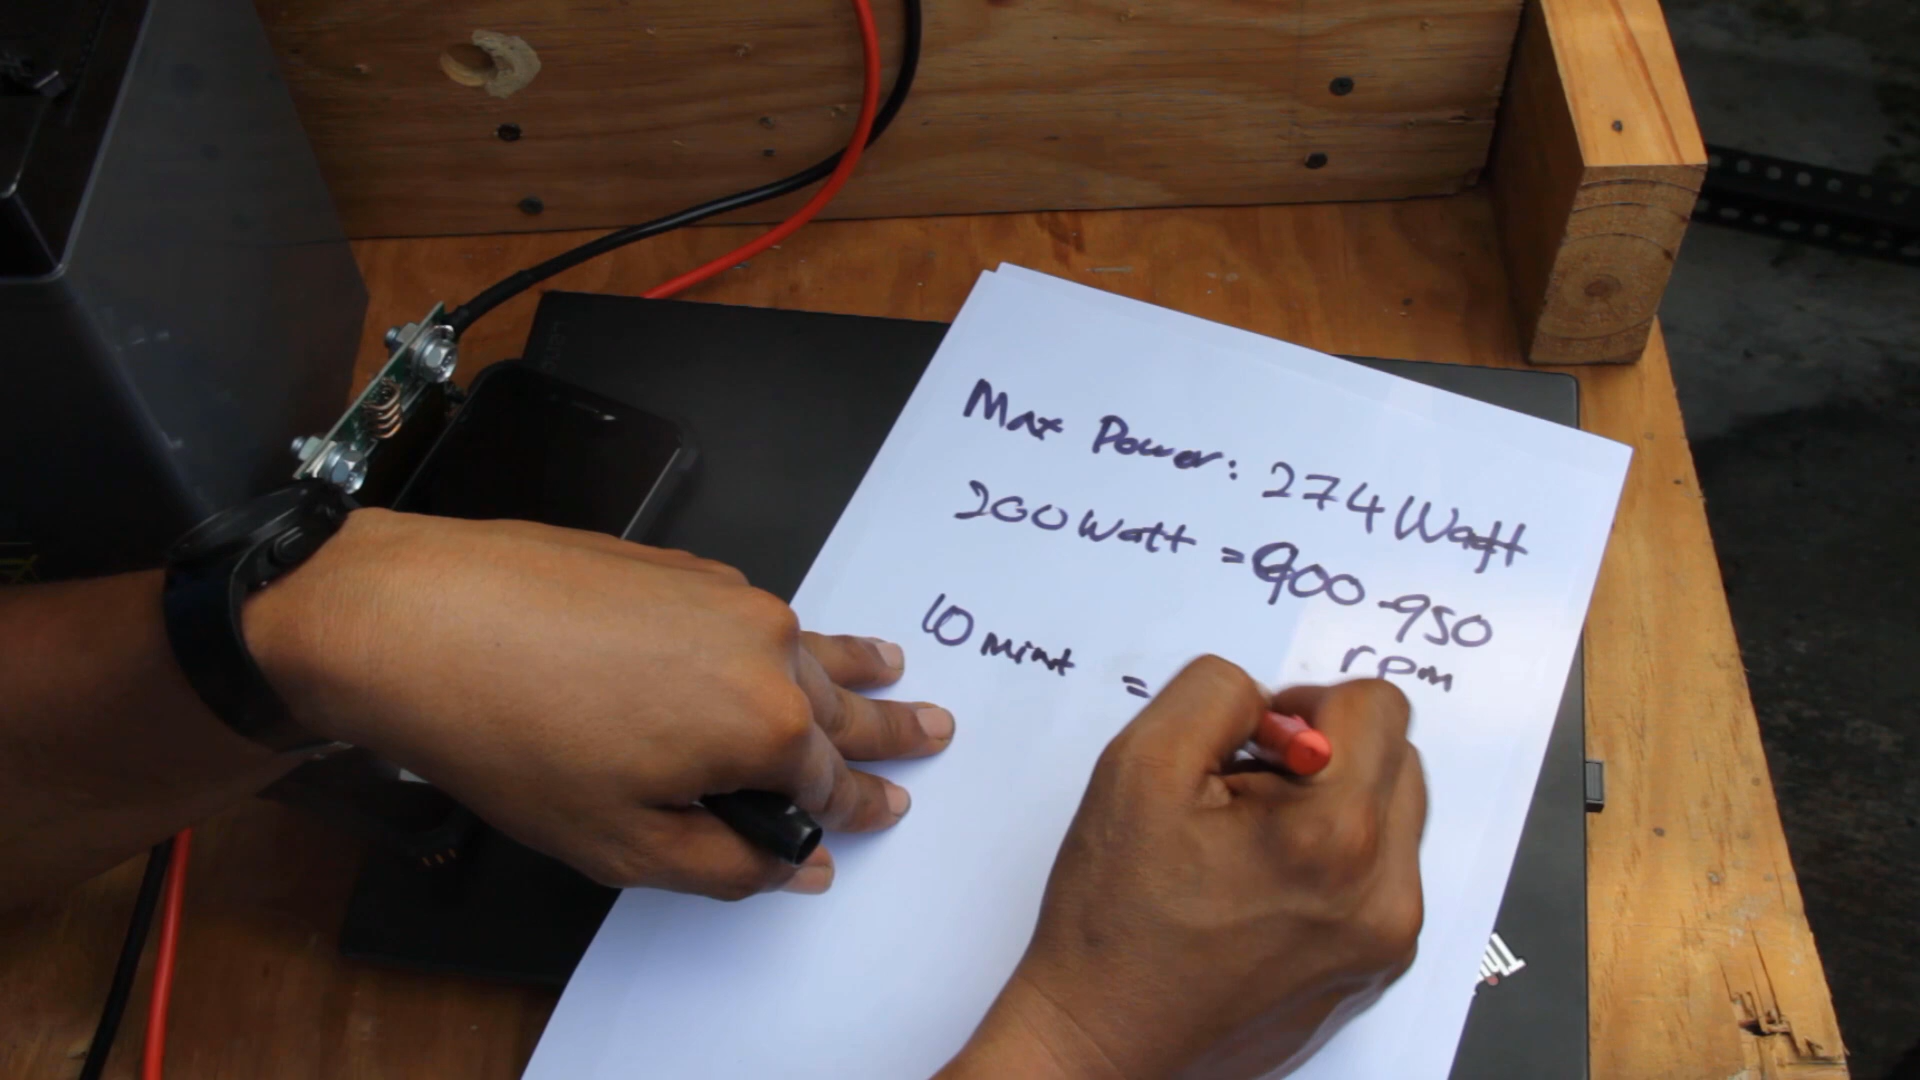 Max Power: 274 Watt
200 Watt = 900-950
rpm
10 mint =